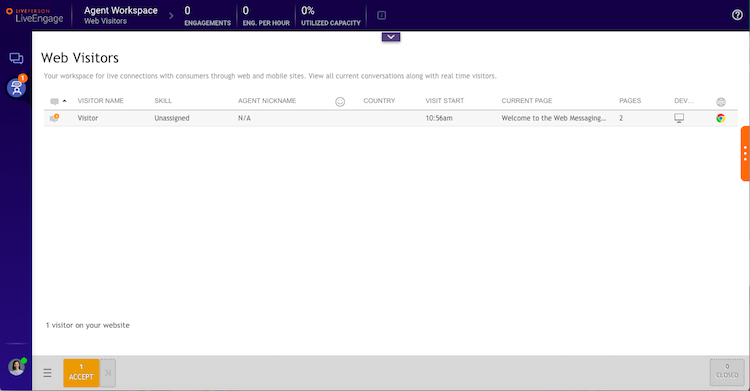 LIVEPERSON
LiveEngage
Agent Workspace
Web Visitors
0
ENGAGEMENTS
0
ENG. PER HOUR
0%
UTILIZED CAPACITY
1
Web Visitors
Your workspace for live connections with consumers through web and mobile sites. View all current conversations along with real time visitors.
VISITOR NAME SKILL AGENT NICKNAME COUNTRY VISIT START CURRENT PAGE PAGES DEV...
Visitor Unassigned N/A 10:56am Welcome to the Web Messaging... 2
1 visitor on your website
1
ACCEPT
0
CLOSED